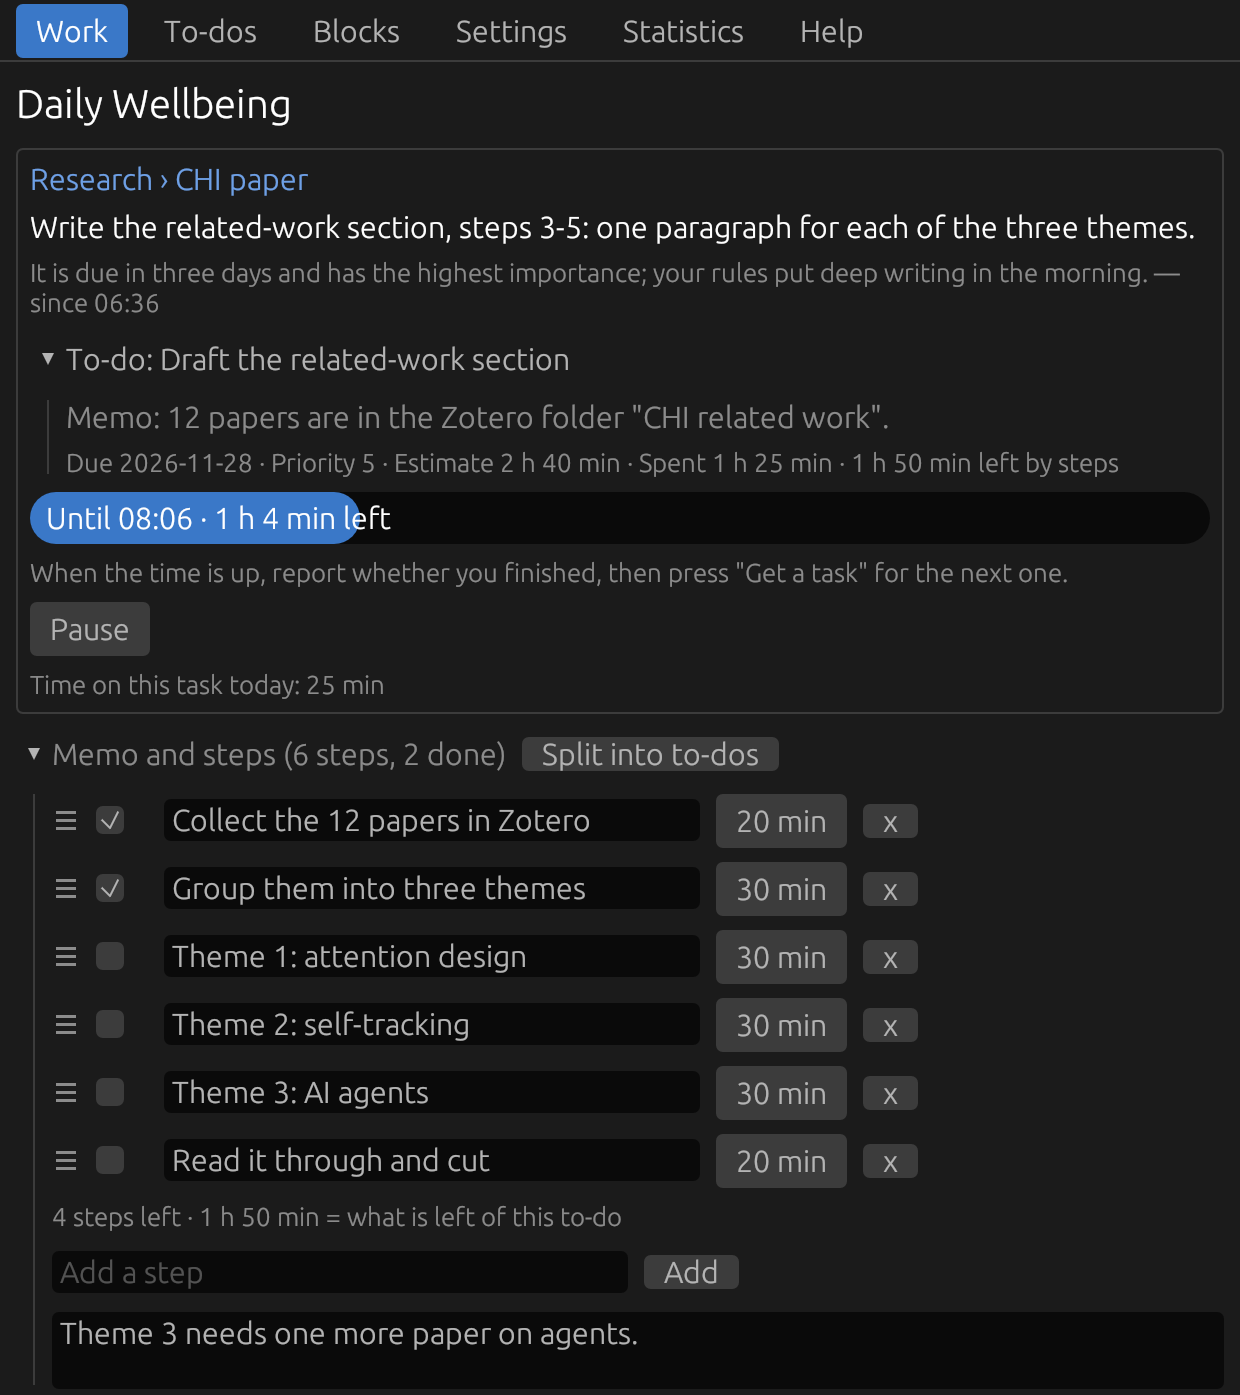 Work To-dos Blocks Settings Statistics Help
Daily Wellbeing
Research › CHI paper
Write the related-work section, steps 3-5: one paragraph for each of the three themes.
It is due in three days and has the highest importance; your rules put deep writing in the morning. —
since 06:36
To-do: Draft the related-work section
Memo: 12 papers are in the Zotero folder "CHI related work".
Due 2026-11-28 · Priority 5 · Estimate 2 h 40 min · Spent 1 h 25 min · 1 h 50 min left by steps
Until 08:06 · 1 h 4 min left
When the time is up, report whether you finished, then press "Get a task" for the next one.
Pause
Time on this task today: 25 min
Memo and steps (6 steps, 2 done) Split into to-dos
Collect the 12 papers in Zotero 20 min x
Group them into three themes 30 min x
Theme 1: attention design 30 min x
Theme 2: self-tracking 30 min x
Theme 3: AI agents 30 min x
Read it through and cut 20 min x
4 steps left · 1 h 50 min = what is left of this to-do
Add a step Add
Theme 3 needs one more paper on agents.